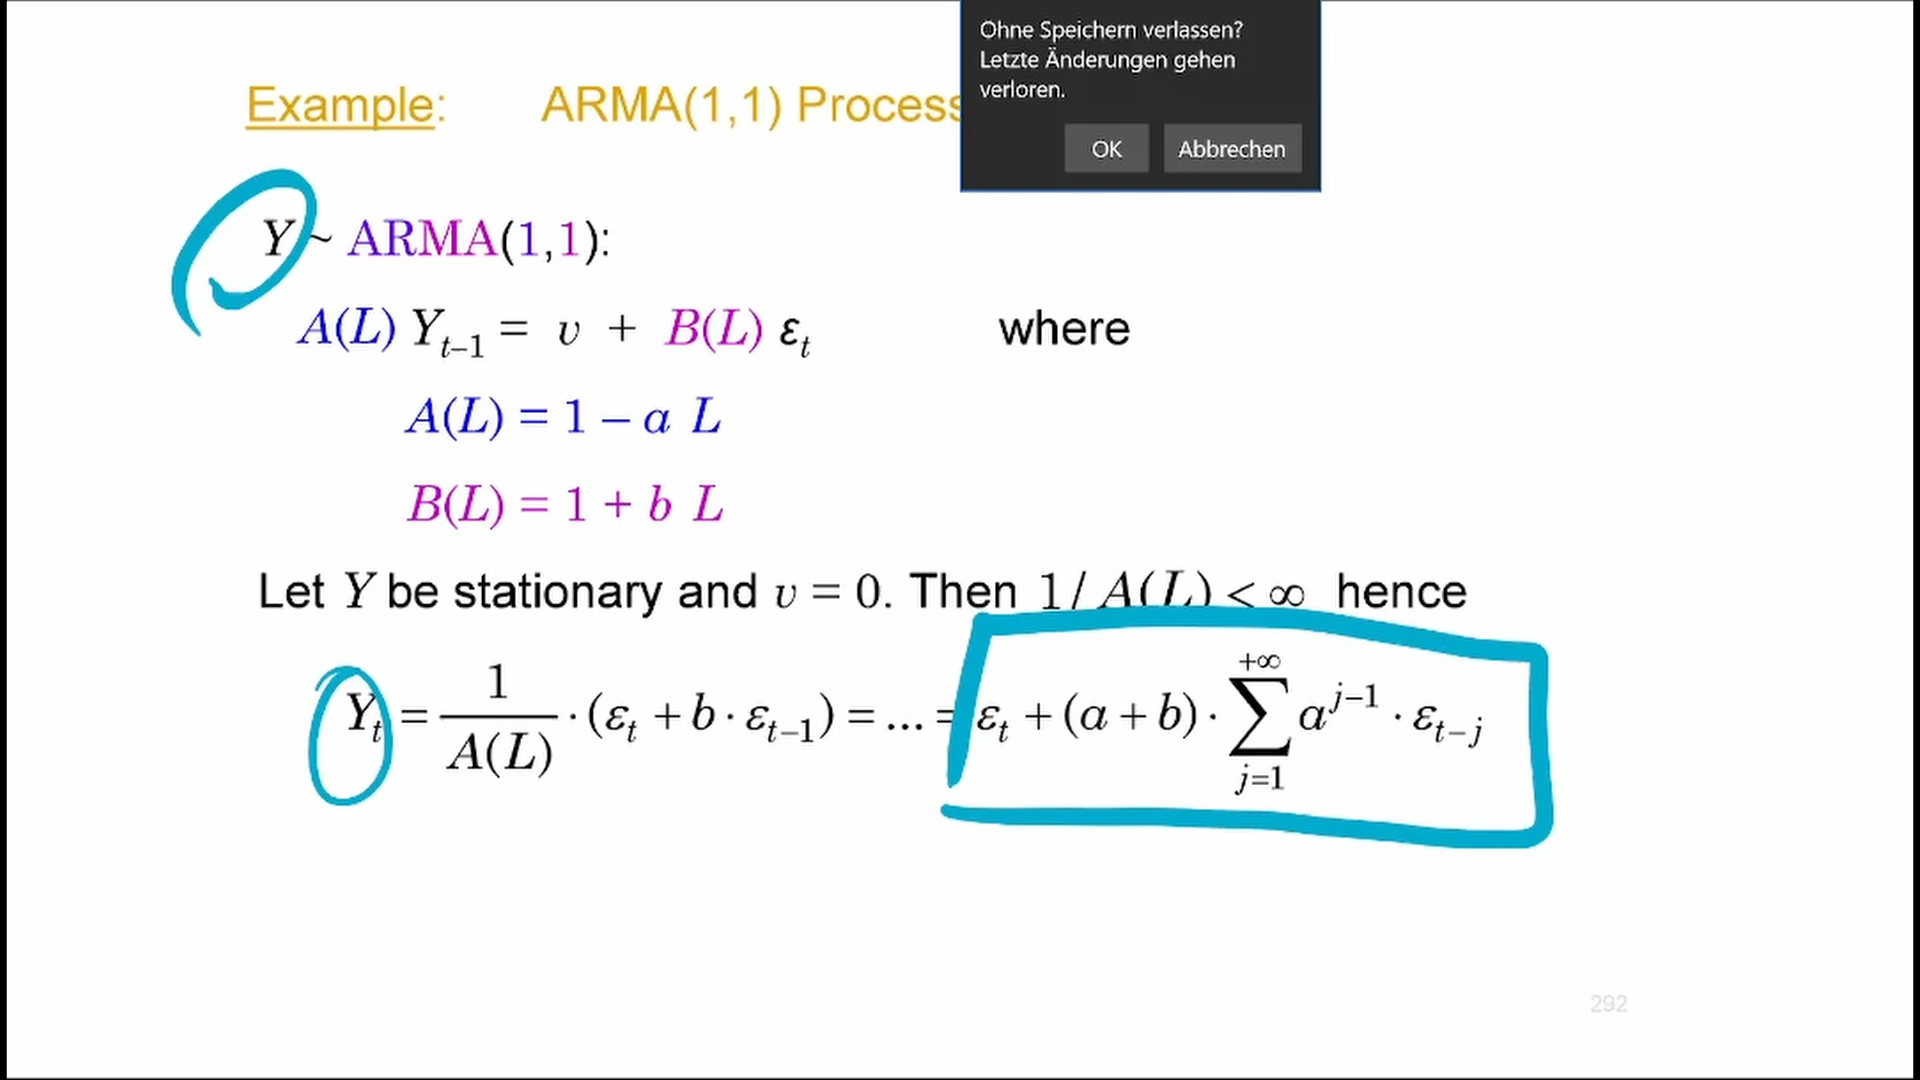 Ohne Speichern verlassen?
Letzte Änderungen gehen
verloren.
OK Abbrechen
Example: ARMA(1,1) Process
Y ~ ARMA(1,1):
A(L) Y_{t–1} = v + B(L) ε_t where
A(L) = 1 – a L
B(L) = 1 + b L
Let Y be stationary and v = 0. Then 1/A(L) < ∞ hence
Y_t = \frac{1}{A(L)} · (ε_t + b · ε_{t–1}) = ... = ε_t + (a + b) · \sum_{j=1}^{+∞} a^{j–1} · ε_{t–j}
292